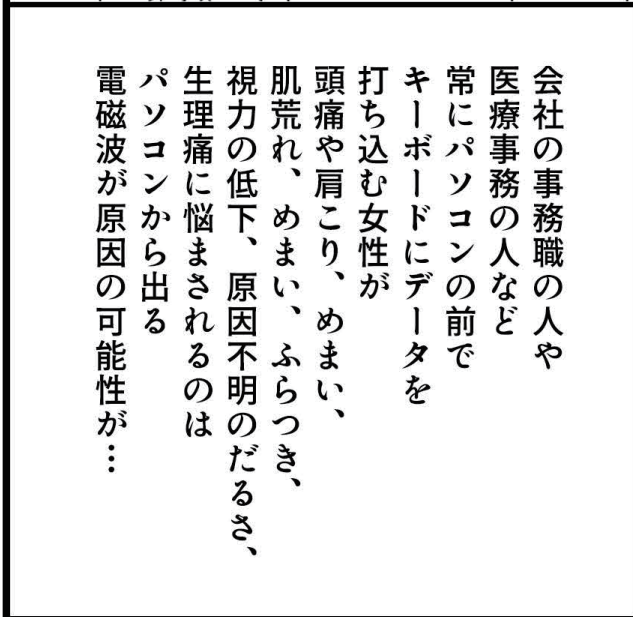 会社の事務職の人や
医療事務の人など
常にパソコンの前で
キーボードにデータを
打ち込む女性が
頭痛や肩こり、めまい、
肌荒れ、めまい、ふらつき、
視力の低下、原因不明のだるさ、
生理痛に悩まされるのは
パソコンから出る
電磁波が原因の可能性が…